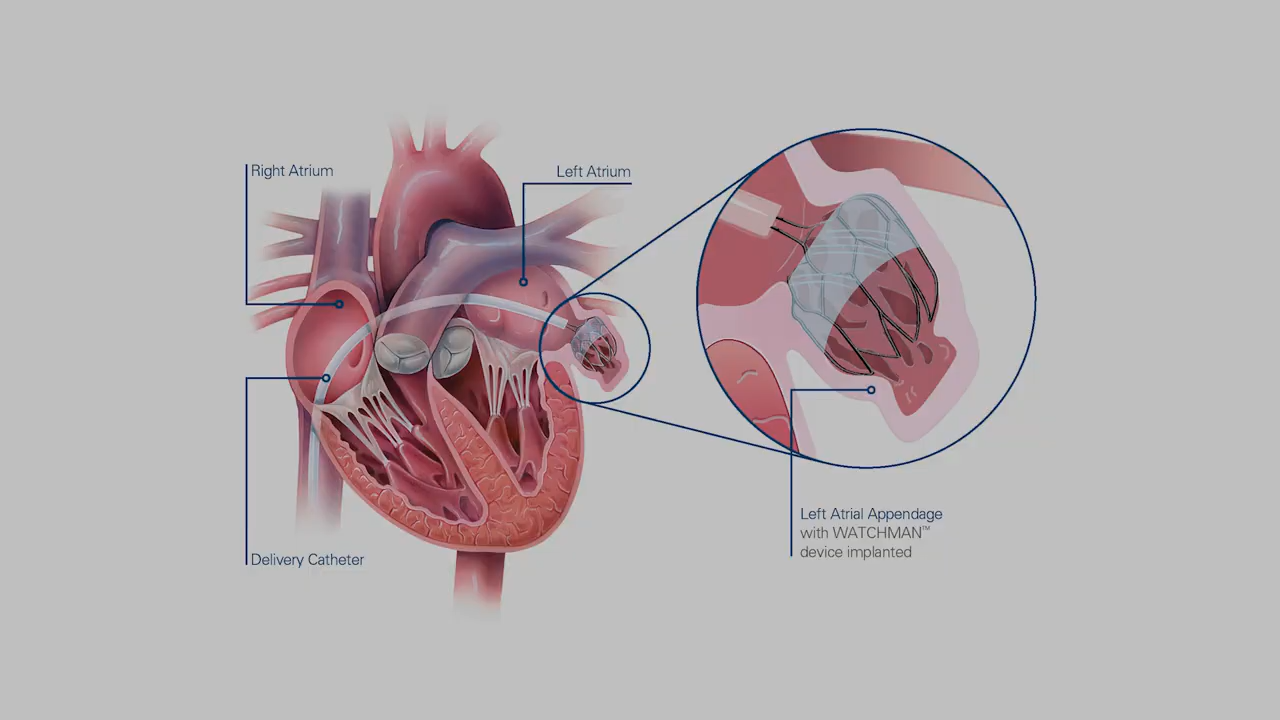 Right Atrium
Left Atrium
Delivery Catheter
Left Atrial Appendage
with WATCHMAN™
device implanted